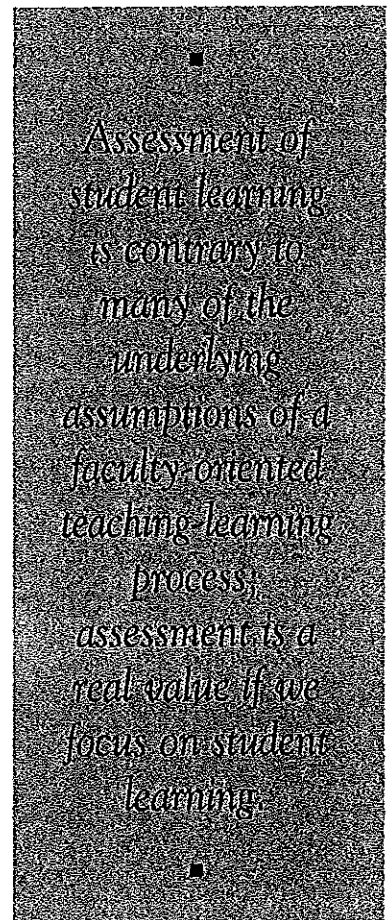 Assessment of
student learning
is contrary to
many of the
underlying
assumptions of a
faculty-oriented
teaching-learning
process;
assessment is a
real value if we
focus on student
learning.